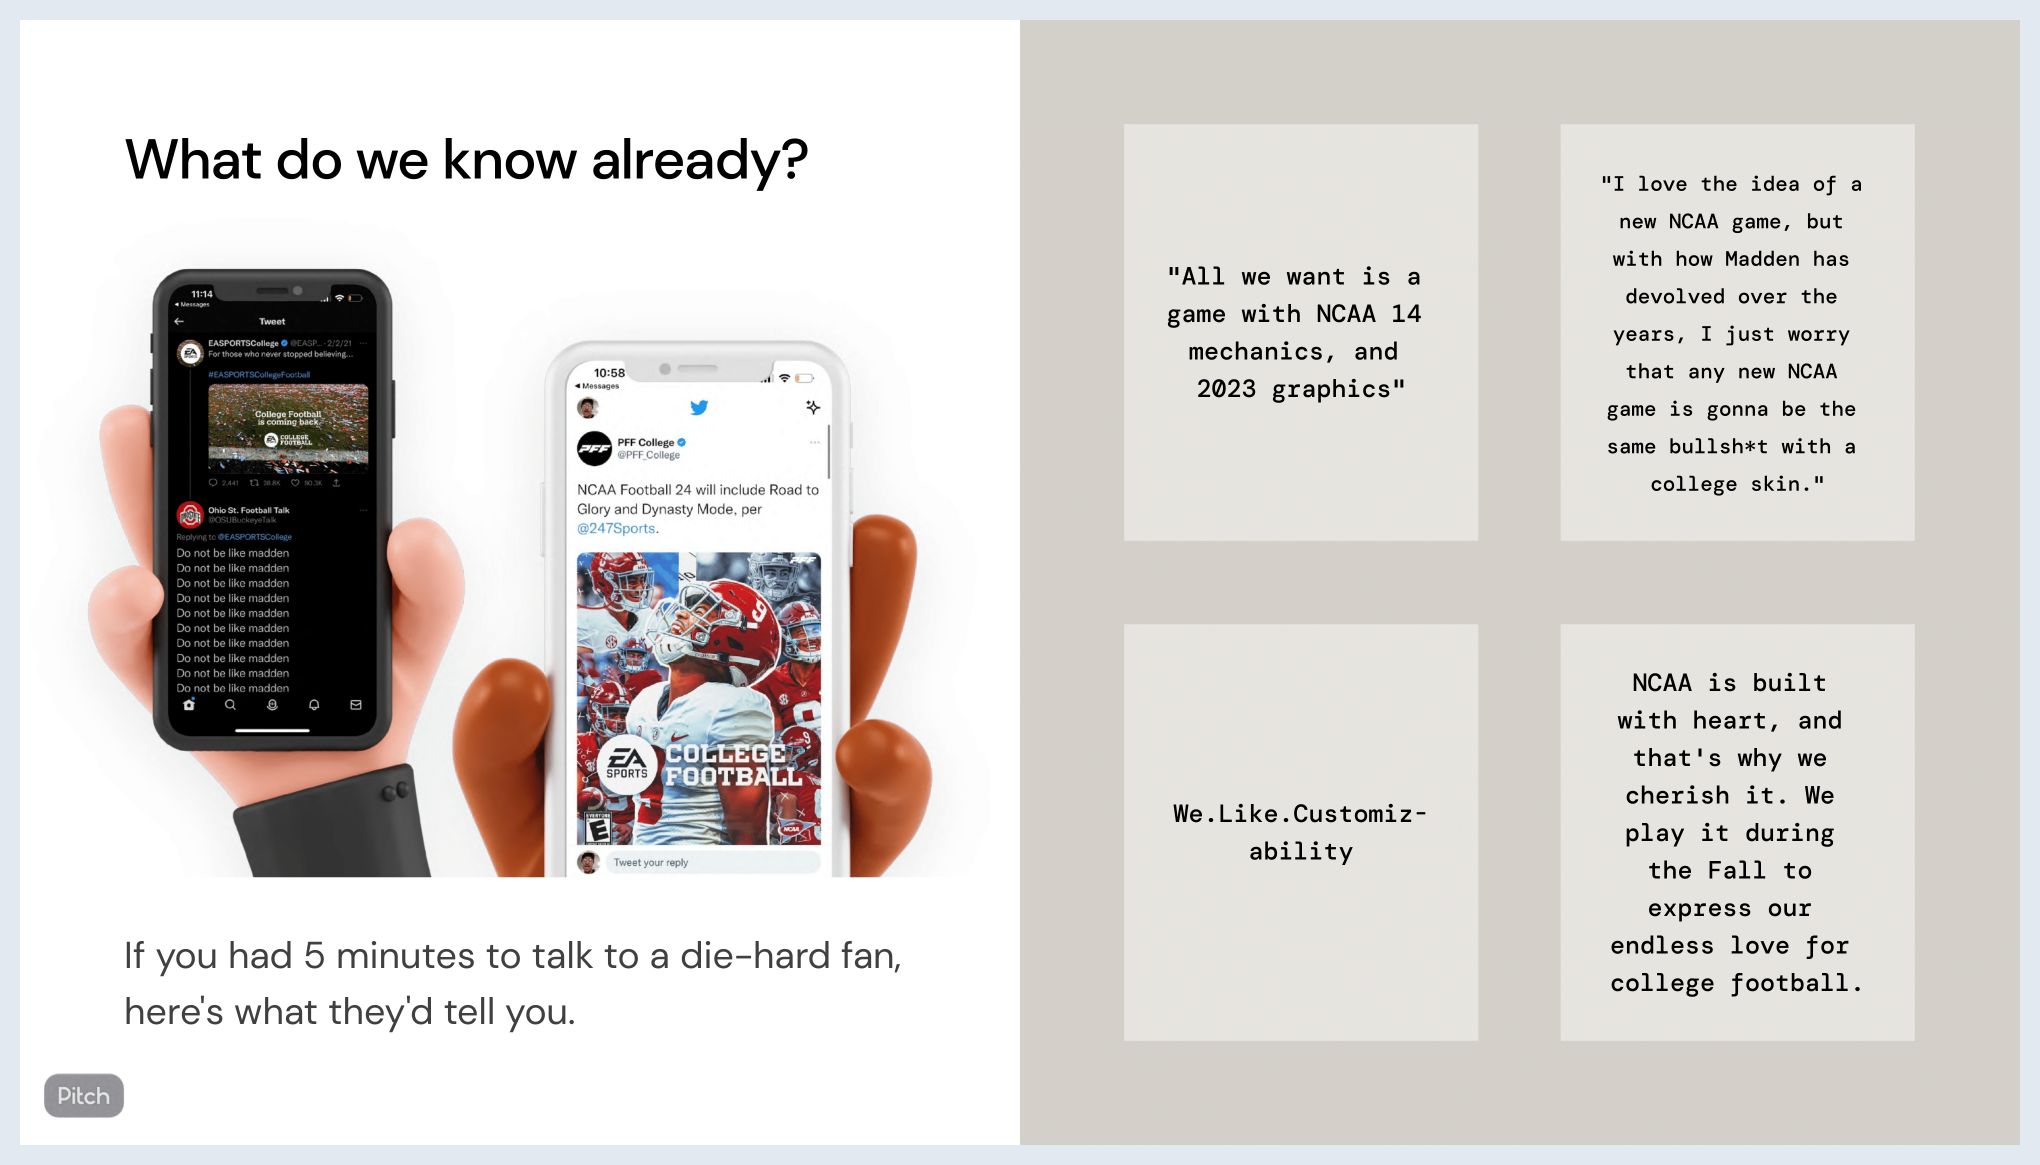 What do we know already?
11:14
Messages
Tweet
EASPORTSCollege @EASP... · 2/2/21
For those who never stopped believing...
#EASPORTSCollegeFootball
College Football
is coming back.
EA COLLEGE
FOOTBALL
2,441 38.8K 90.3K
Ohio St. Football Talk
@OSUBuckeyeTalk
Replying to @EASPORTSCollege
Do not be like madden
Do not be like madden
Do not be like madden
Do not be like madden
Do not be like madden
Do not be like madden
Do not be like madden
Do not be like madden
Do not be like madden
Do not be like madden
10:58
Messages
PFF
PFF College
@PFF_College
NCAA Football 24 will include Road to
Glory and Dynasty Mode, per
@247Sports.
PFF
EA
SPORTS
COLLEGE
FOOTBALL
EVERYONE
E
NCAA
Tweet your reply
If you had 5 minutes to talk to a die-hard fan,
here's what they'd tell you.
Pitch
"All we want is a
game with NCAA 14
mechanics, and
2023 graphics"
"I love the idea of a
new NCAA game, but
with how Madden has
devolved over the
years, I just worry
that any new NCAA
game is gonna be the
same bullsh*t with a
college skin."
We.Like.Customiz-
ability
NCAA is built
with heart, and
that's why we
cherish it. We
play it during
the Fall to
express our
endless love for
college football.